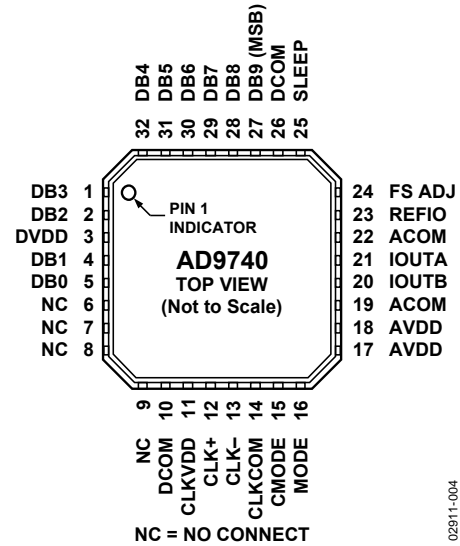 32 DB4
31 DB5
30 DB6
29 DB7
28 DB8
27 DB9 (MSB)
26 DCOM
25 SLEEP
DB3 1
DB2 2
DVDD 3
DB1 4
DB0 5
NC 6
NC 7
NC 8
PIN 1
INDICATOR
AD9740
TOP VIEW
(Not to Scale)
24 FS ADJ
23 REFIO
22 ACOM
21 IOUTA
20 IOUTB
19 ACOM
18 AVDD
17 AVDD
NC 9
DCOM 10
CLKVDD 11
CLK+ 12
CLK– 13
CLKCOM 14
CMODE 15
MODE 16
NC = NO CONNECT
02911-004